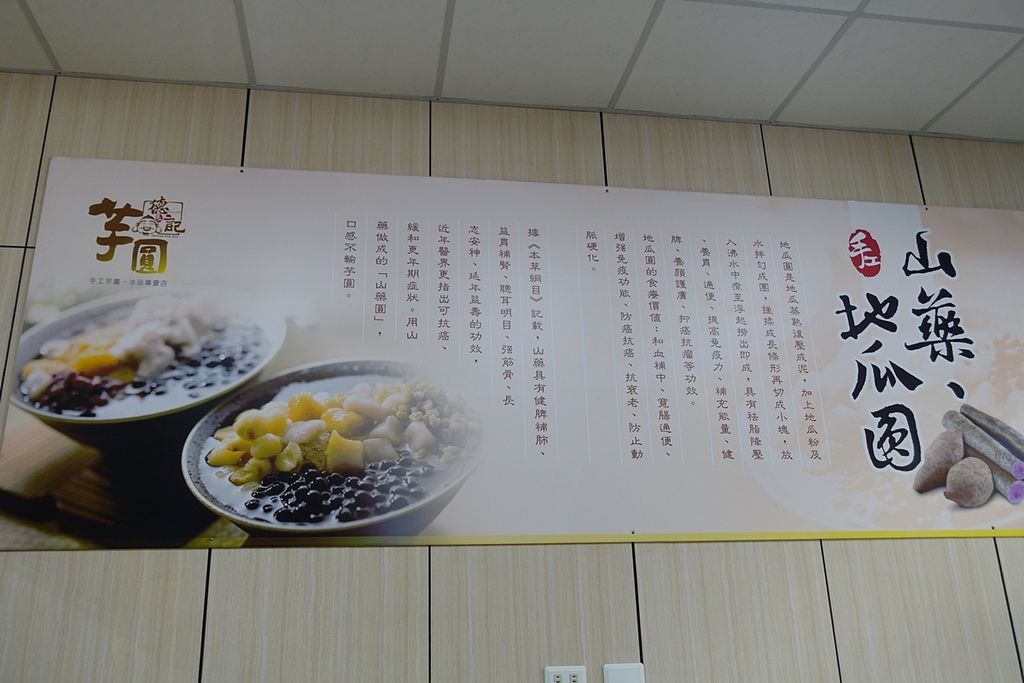 手工
山藥、
地瓜圓
地瓜圓是地瓜蒸熟後壓成泥，加上地瓜粉及
水拌勻成團，搓揉成長條形再切成小塊，放
入沸水中煮至浮起撈出即成，具有祛脂降壓
、養胃、通便、提高免疫力、補充能量、健
脾、養顏護膚、抑癌抗瘤等功效。
地瓜圓的食療價值：和血補中、寬腸通便、
增強免疫功能、防癌抗癌、抗衰老、防止動
脈硬化。
據《本草綱目》記載，山藥具有健脾補肺、
益胃補腎、聰耳明目、強筋骨、長
志安神、延年益壽的功效，
近年醫界更指出可抗癌、
緩和更年期症狀。用山
藥做成的「山藥圓」，
口感不輸芋圓。
德記
芋圓
手工芋圓・冰品專賣店